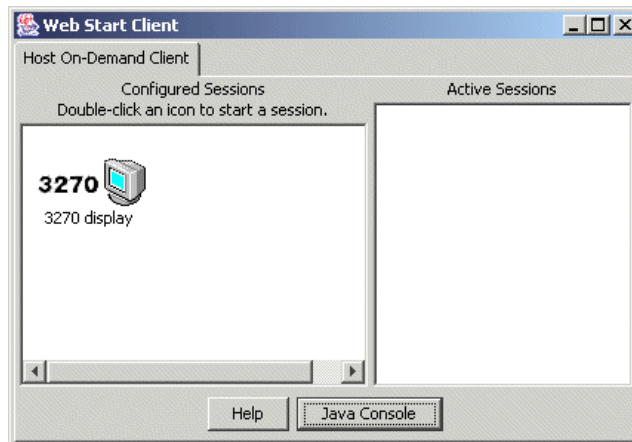 Web Start Client
Host On-Demand Client
Configured Sessions
Double-click an icon to start a session.
Active Sessions
3270
3270 display
Help
Java Console